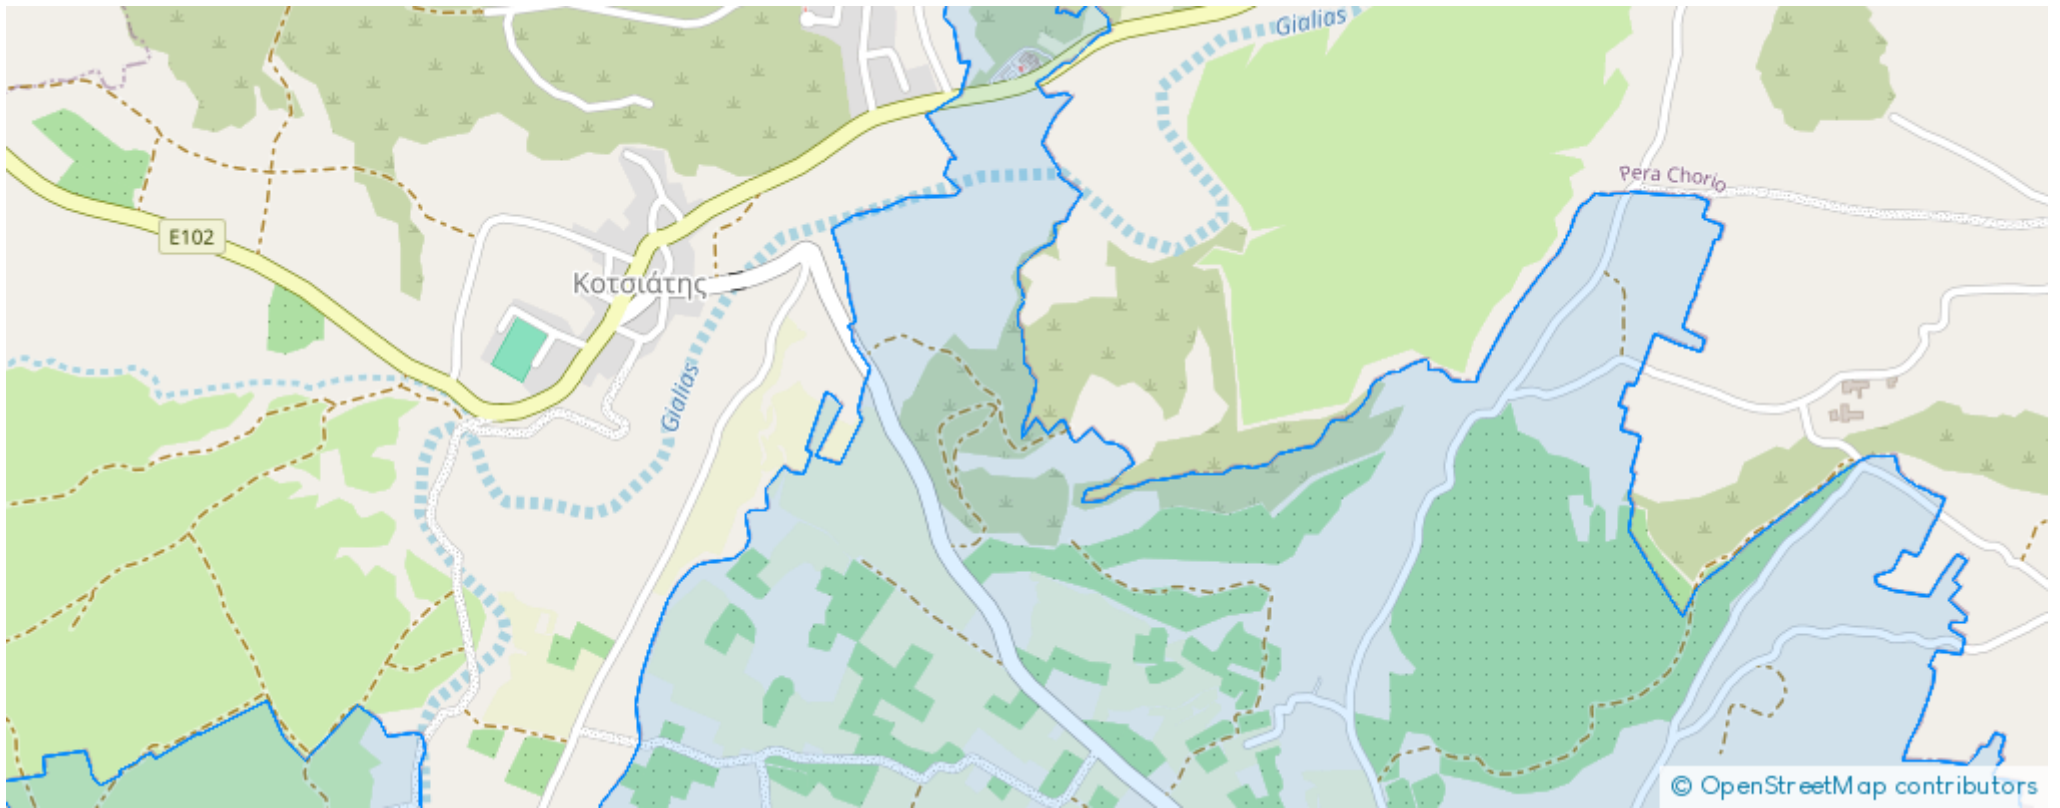 Gialias
Pera Chorio
E102
Κοτσιάτης
Gialias
© OpenStreetMap contributors